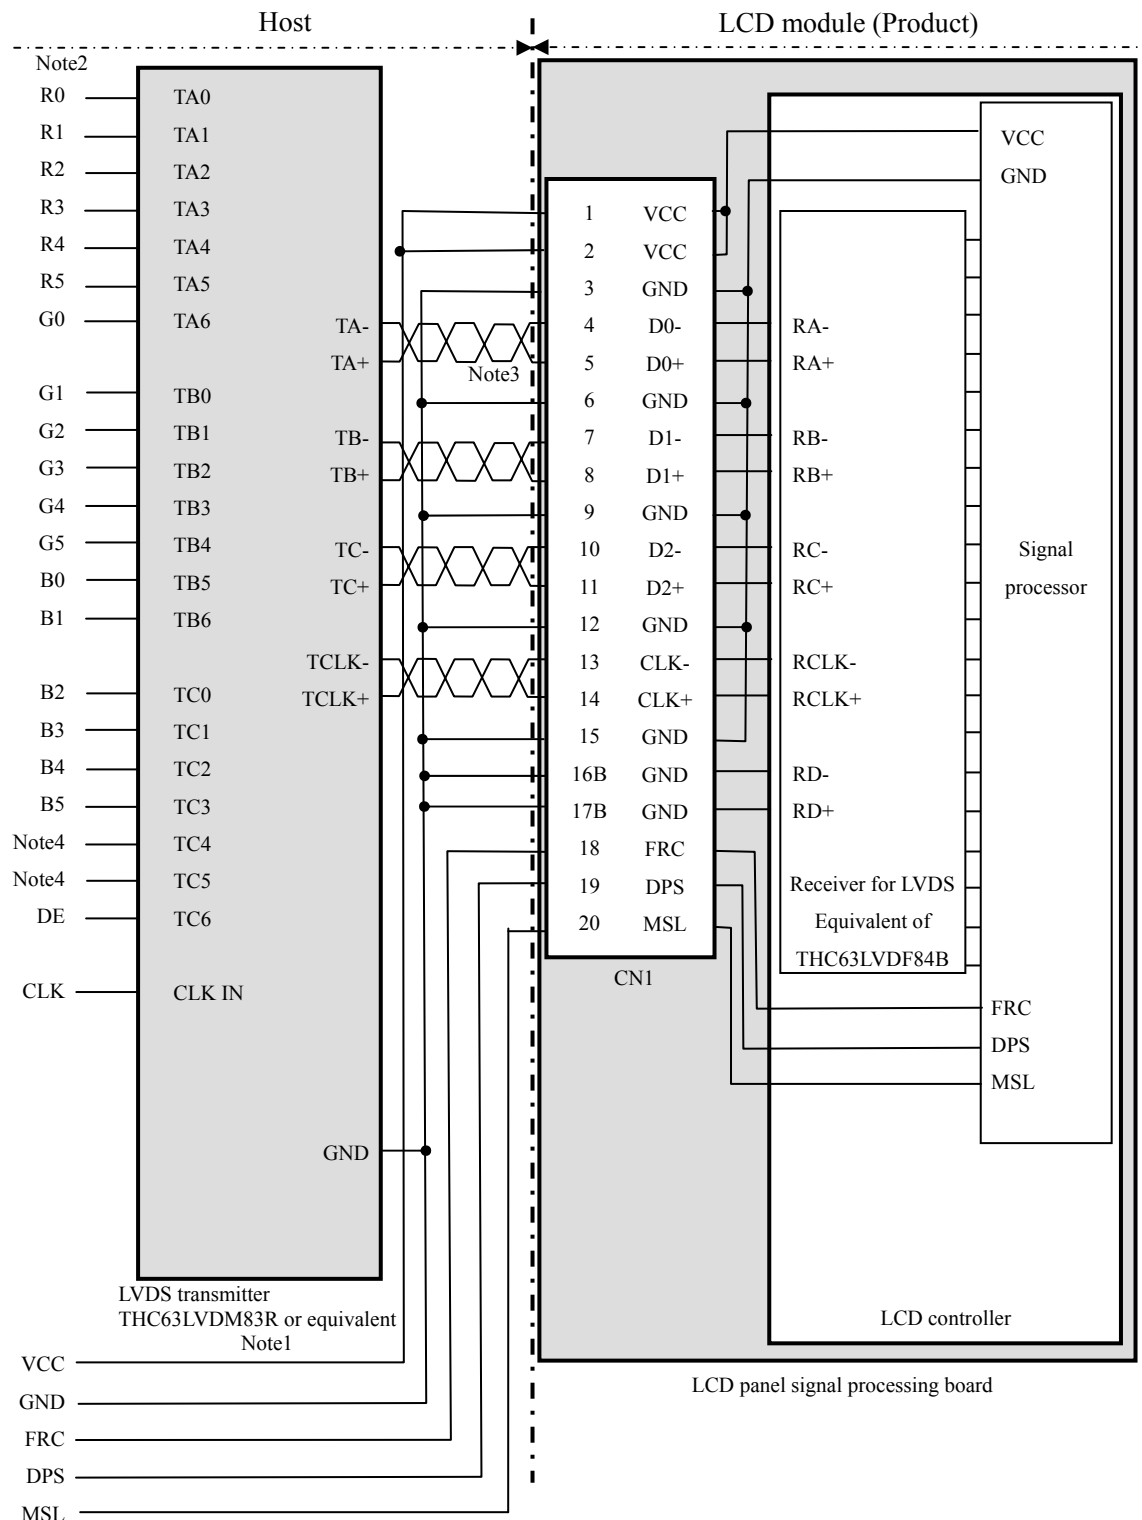 Host
LCD module (Product)
Note2
R0 TA0
R1 TA1
R2 TA2
R3 TA3
R4 TA4
R5 TA5
G0 TA6
TA-
TA+
Note3
G1 TB0
G2 TB1
G3 TB2
G4 TB3
G5 TB4
B0 TB5
B1 TB6
TB-
TB+
TC-
TC+
TCLK-
TCLK+
B2 TC0
B3 TC1
B4 TC2
B5 TC3
Note4 TC4
Note4 TC5
DE TC6
CLK CLK IN
GND
LVDS transmitter
THC63LVDM83R or equivalent
Note1
VCC
GND
FRC
DPS
MSL
1 VCC
2 VCC
3 GND
4 D0-
5 D0+
6 GND
7 D1-
8 D1+
9 GND
10 D2-
11 D2+
12 GND
13 CLK-
14 CLK+
15 GND
16B GND
17B GND
18 FRC
19 DPS
20 MSL
CN1
RA-
RA+
RB-
RB+
RC-
RC+
RCLK-
RCLK+
RD-
RD+
Receiver for LVDS
Equivalent of
THC63LVDF84B
VCC
GND
Signal
processor
FRC
DPS
MSL
LCD controller
LCD panel signal processing board